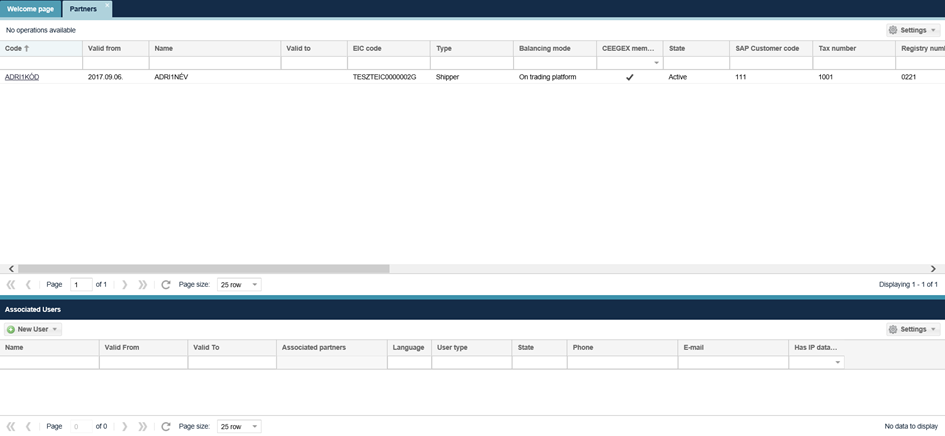 Welcome page Partners
No operations available Settings
Code Valid from Name Valid to EIC code Type Balancing mode CEEGEX mem... State SAP Customer code Tax number Registry num
ADRI1KÓD 2017.09.06. ADRI1NÉV TESZTEIC0000002G Shipper On trading platform Active 111 1001 0221
Page 1 of 1 Page size: 25 row Displaying 1 - 1 of 1
Associated Users
New User Settings
Name Valid From Valid To Associated partners Language User type State Phone E-mail Has IP data...
Page 0 of 0 Page size: 25 row No data to display